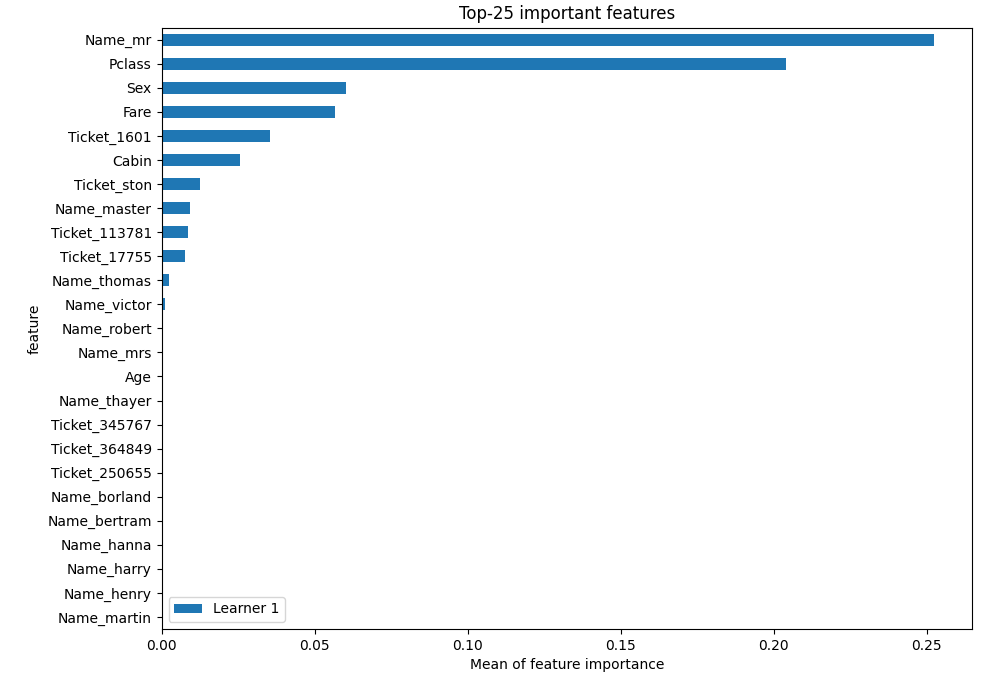 Top-25 important features
Name_mr
Pclass
Sex
Fare
Ticket_1601
Cabin
Ticket_ston
Name_master
Ticket_113781
Ticket_17755
Name_thomas
Name_victor
Name_robert
Name_mrs
Age
Name_thayer
Ticket_345767
Ticket_364849
Ticket_250655
Name_borland
Name_bertram
Name_hanna
Name_harry
Name_henry
Name_martin
feature
Learner 1
0.00 0.05 0.10 0.15 0.20 0.25
Mean of feature importance